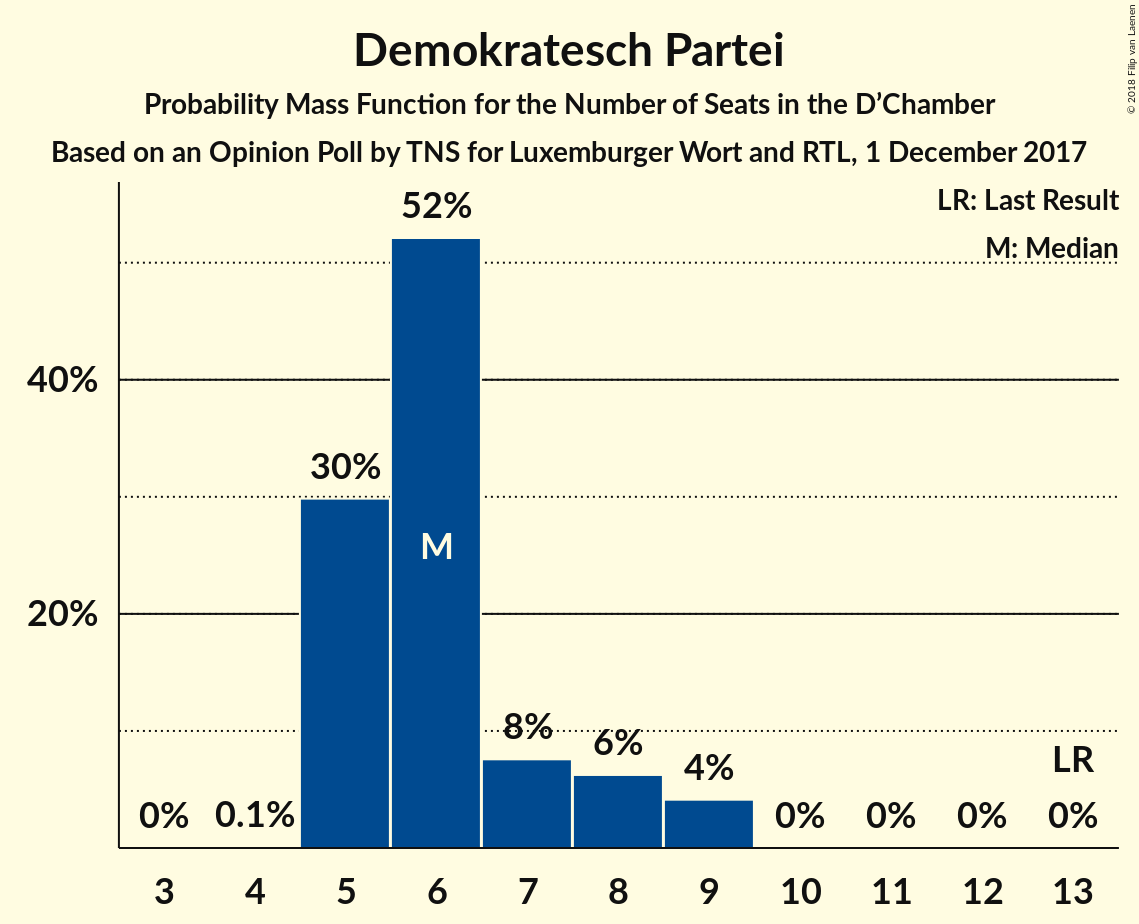 Demokratesch Partei
Probability Mass Function for the Number of Seats in the D’Chamber
Based on an Opinion Poll by TNS for Luxemburger Wort and RTL, 1 December 2017
© 2018 Filip van Laenen
LR: Last Result
M: Median
52%
40%
30%
M
20%
8%
6%
4%
LR
0%
0.1%
0%
0%
0%
0%
3 4 5 6 7 8 9 10 11 12 13